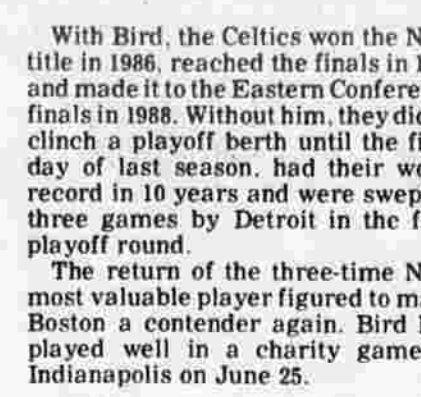 With Bird, the Celtics won the N
title in 1986, reached the finals in 1
and made it to the Eastern Confere
finals in 1988. Without him, they did
clinch a playoff berth until the fi
day of last season, had their wo
record in 10 years and were swep
three games by Detroit in the f
playoff round.
The return of the three-time N
most valuable player figured to m
Boston a contender again. Bird
played well in a charity game
Indianapolis on June 25.